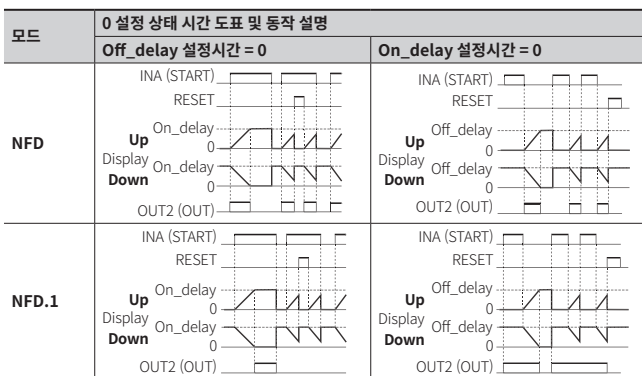 모드
0 설정 상태 시간 도표 및 동작 설명
Off_delay 설정시간 = 0
On_delay 설정시간 = 0
NFD
INA (START)
RESET
On_delay
Up
0
Display
On_delay
Down
0
OUT2 (OUT)
INA (START)
RESET
Off_delay
Up
0
Display
Off_delay
Down
0
OUT2 (OUT)
NFD.1
INA (START)
RESET
On_delay
Up
0
Display
On_delay
Down
0
OUT2 (OUT)
INA (START)
RESET
Off_delay
Up
0
Display
Off_delay
Down
0
OUT2 (OUT)